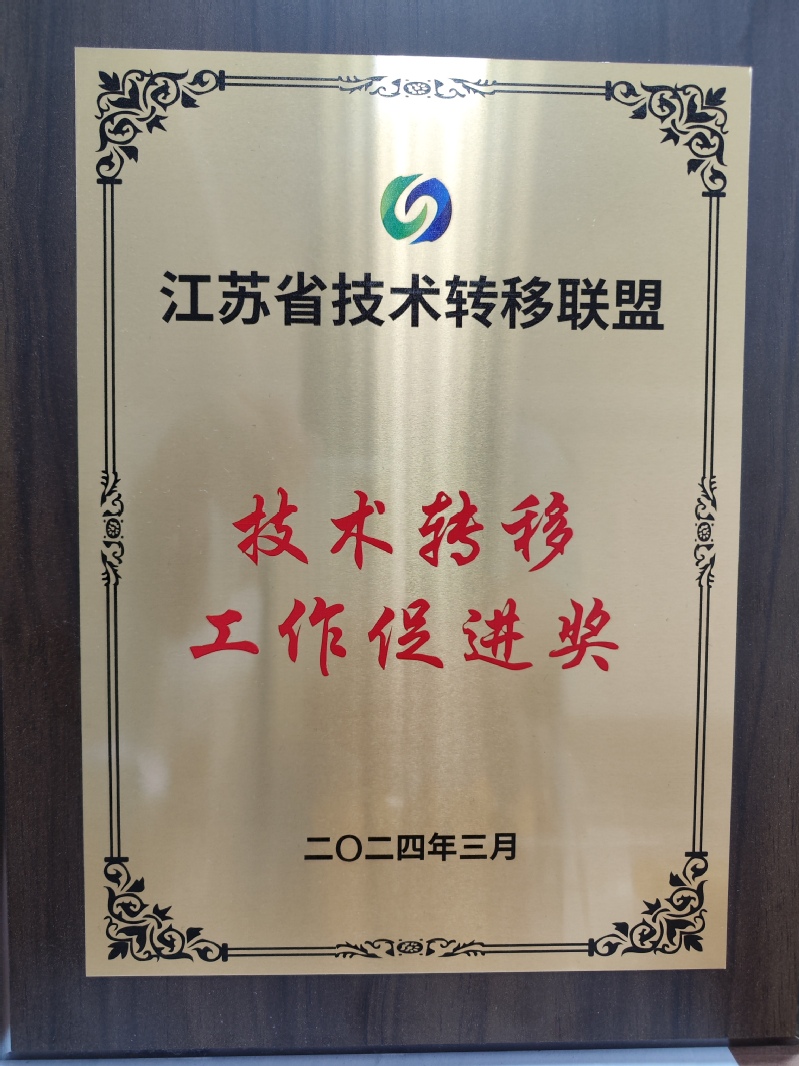 江苏省技术转移联盟
技术转移
工作促进奖
二〇二四年三月